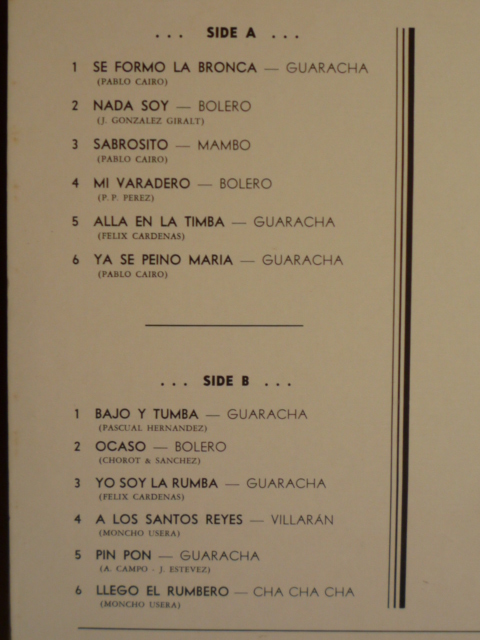 ... SIDE A ...
1 SE FORMO LA BRONCA — GUARACHA
(PABLO CAIRO)
2 NADA SOY — BOLERO
(J. GONZALEZ GIRALT)
3 SABROSITO — MAMBO
(PABLO CAIRO)
4 MI VARADERO — BOLERO
(P. P. PEREZ)
5 ALLA EN LA TIMBA — GUARACHA
(FELIX CARDENAS)
6 YA SE PEINO MARIA — GUARACHA
(PABLO CAIRO)
... SIDE B ...
1 BAJO Y TUMBA — GUARACHA
(PASCUAL HERNANDEZ)
2 OCASO — BOLERO
(CHOROT & SANCHEZ)
3 YO SOY LA RUMBA — GUARACHA
(FELIX CARDENAS)
4 A LOS SANTOS REYES — VILLARÁN
(MONCHO USERA)
5 PIN PON — GUARACHA
(A. CAMPO - J. ESTEVEZ)
6 LLEGO EL RUMBERO — CHA CHA CHA
(MONCHO USERA)